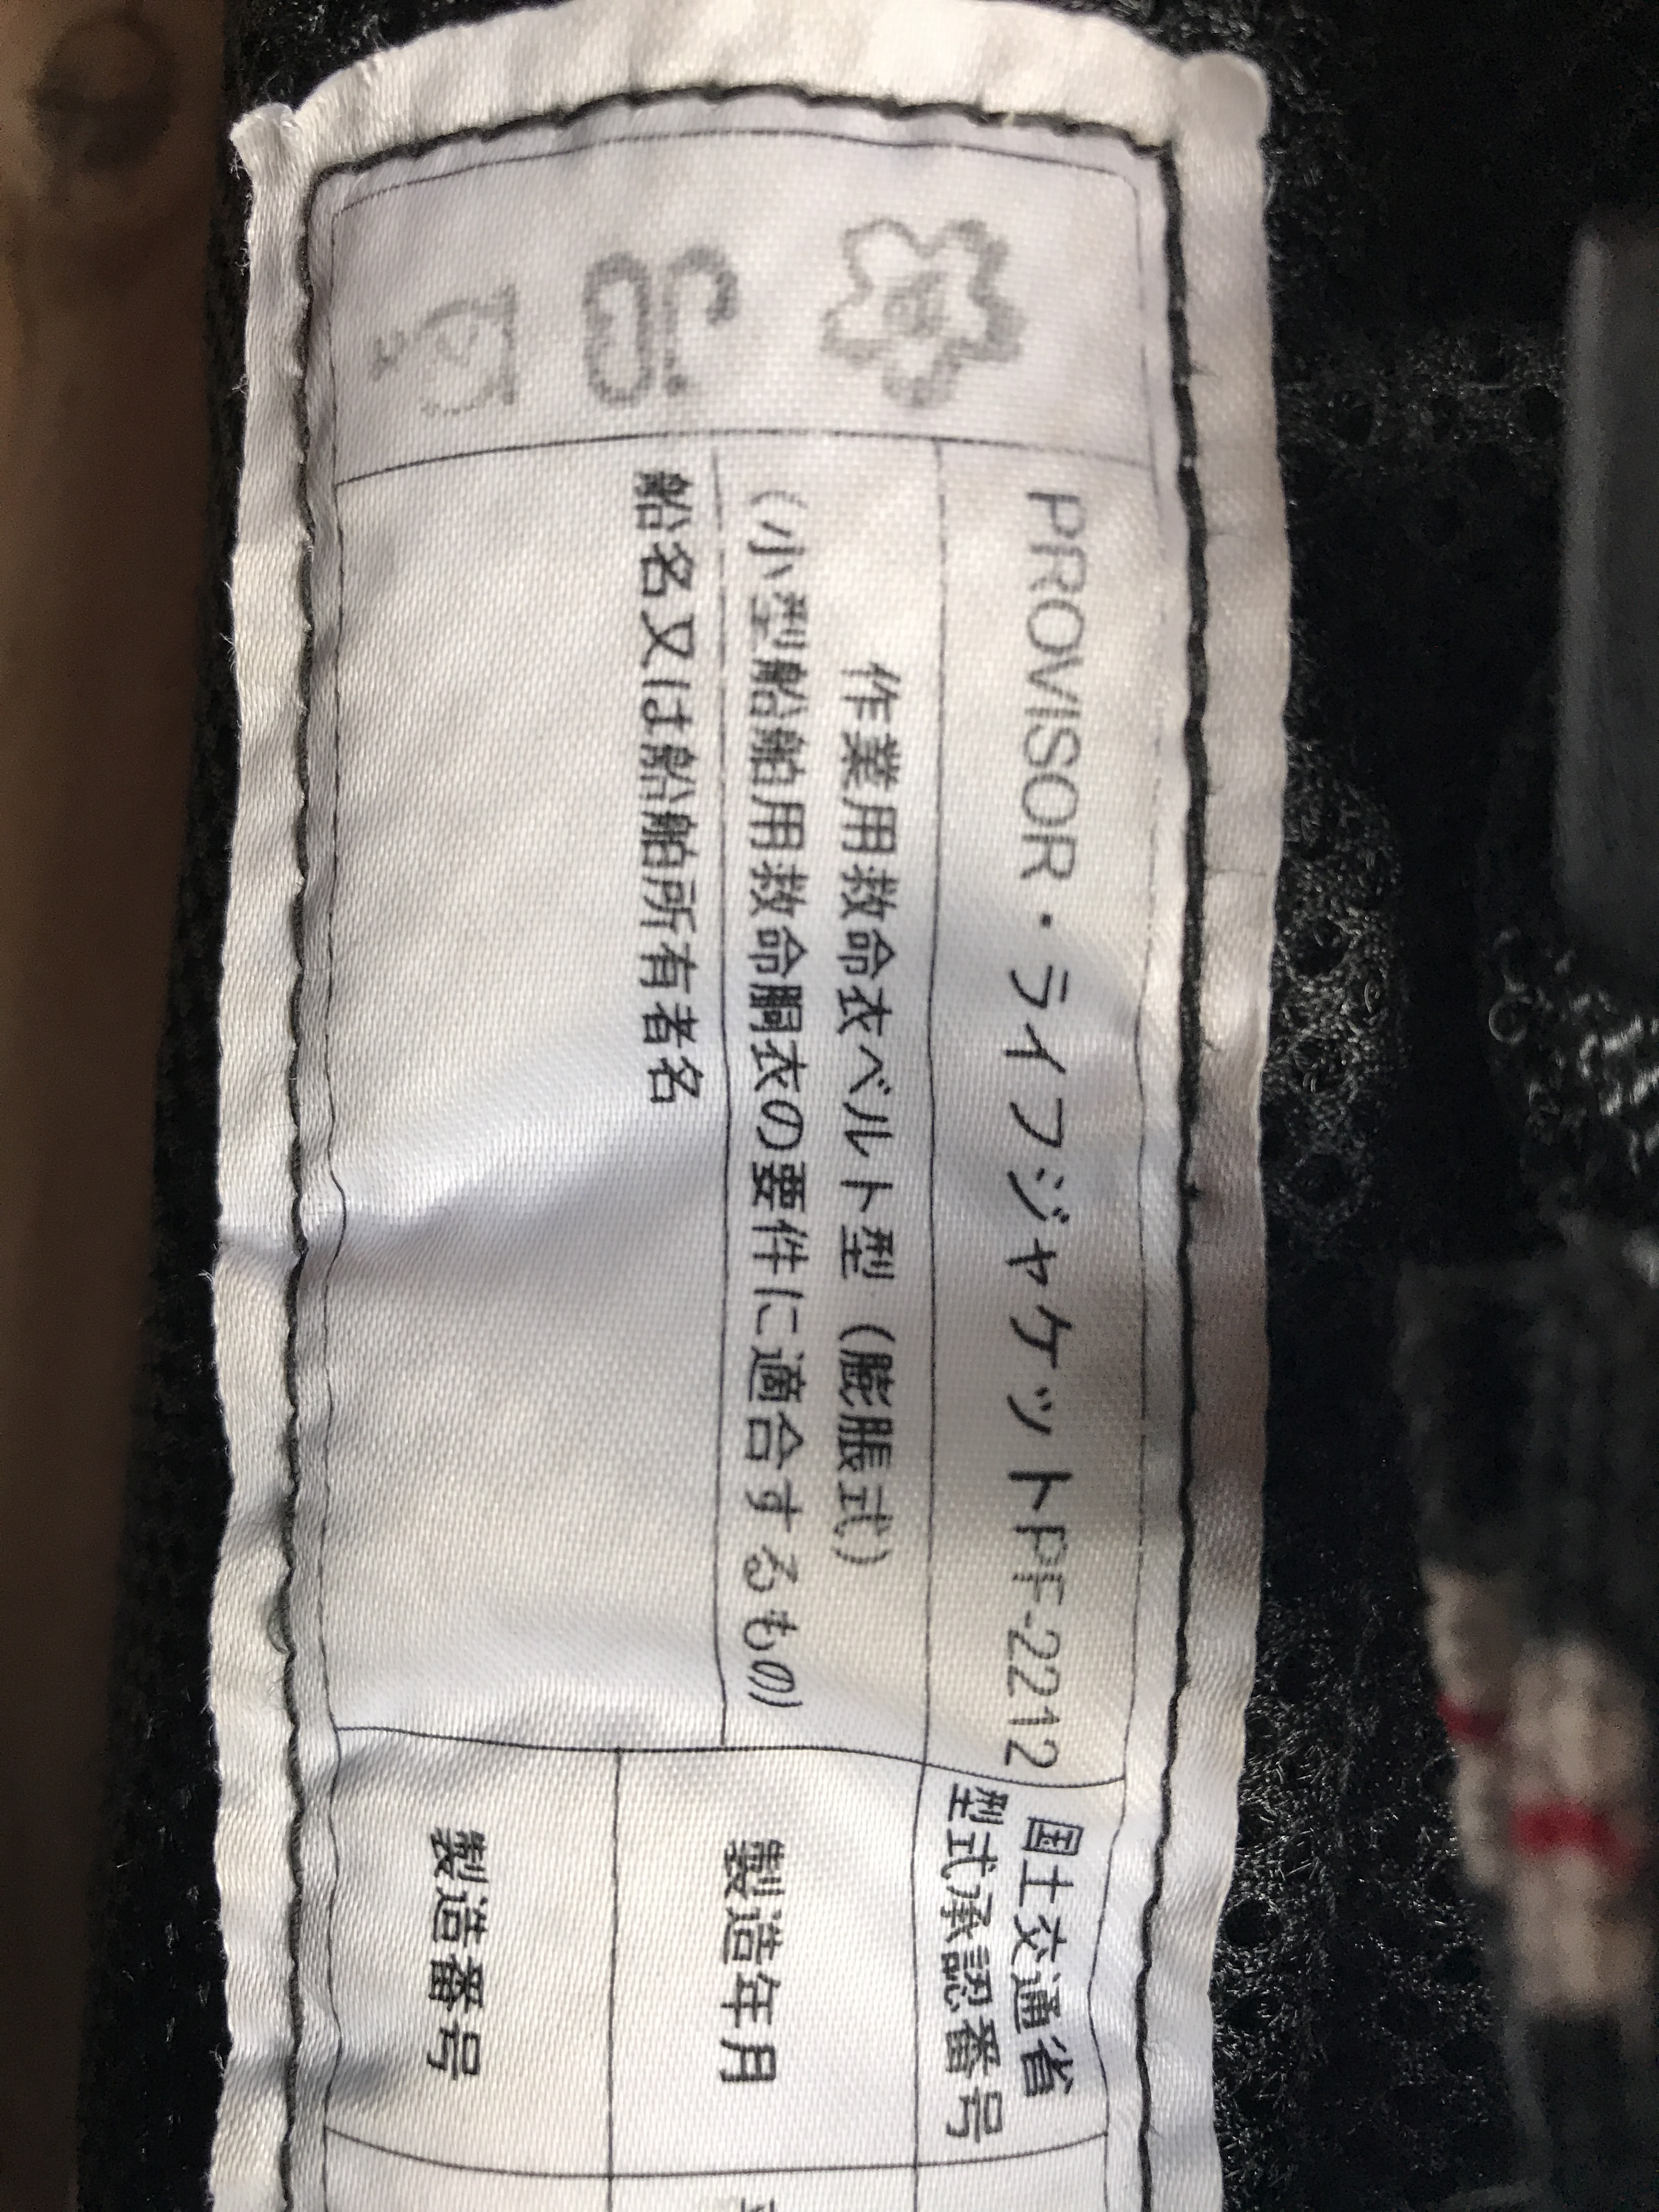 PROVISOR・ライフジャケットPF-2212
作業用救命衣ベルト型（膨脹式）
（小型船舶用救命胴衣の要件に適合するもの）
船名又は船舶所有者名
国土交通省
型式承認番号
製造年月
製造番号